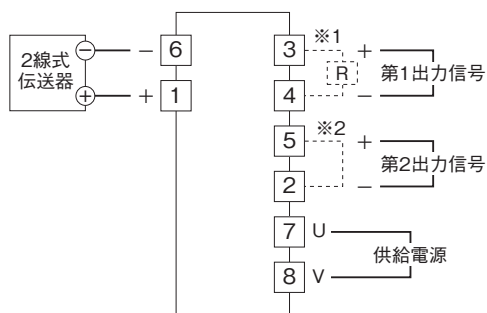 2線式
伝送器
− − 6
+ + 1
3 ※1 +
R 第1出力信号
4 −
5 ※2 +
第2出力信号
2 −
7 U
供給電源
8 V